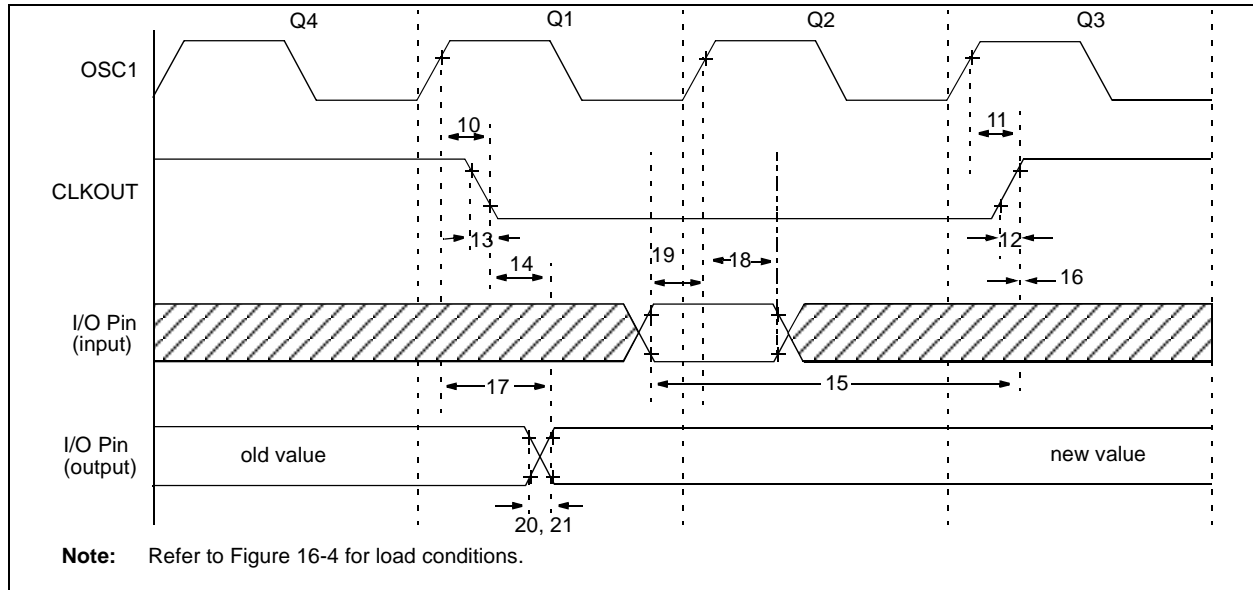 Q4 Q1 Q2 Q3
OSC1
10 11
CLKOUT
13 12
14 19 18 16
I/O Pin
(input)
17 15
I/O Pin
(output)
old value new value
20, 21
Note: Refer to Figure 16-4 for load conditions.